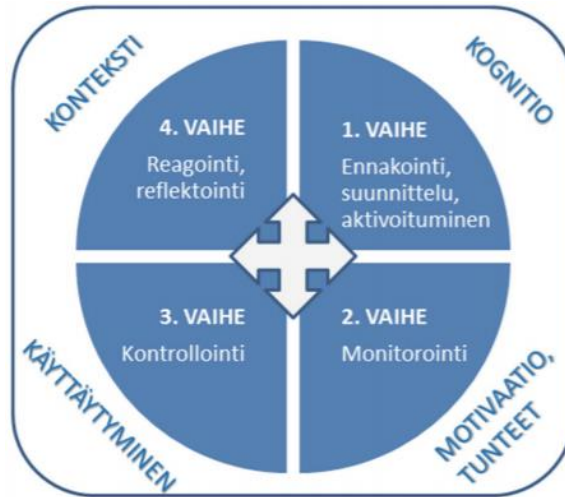 KONTEKSTI
KOGNITIO
4. VAIHE
Reagointi,
reflektointi
1. VAIHE
Ennakointi,
suunnittelu,
aktivoituminen
3. VAIHE
Kontrollointi
2. VAIHE
Monitorointi
KÄYTTÄYTYMINEN
MOTIVAATIO,
TUNTEET